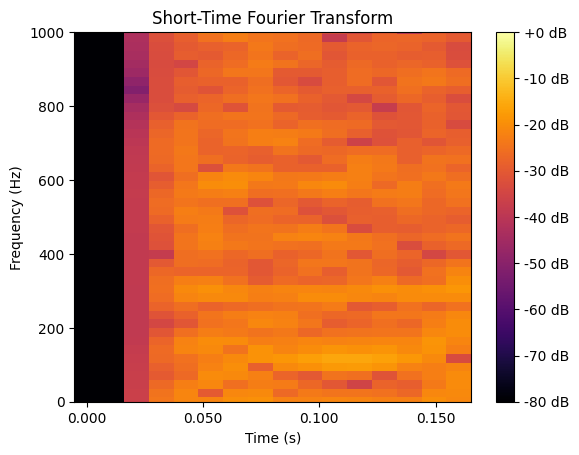 Short-Time Fourier Transform
1000
800
600
400
200
0
Frequency (Hz)
0.000
0.050
0.100
0.150
Time (s)
+0 dB
-10 dB
-20 dB
-30 dB
-40 dB
-50 dB
-60 dB
-70 dB
-80 dB